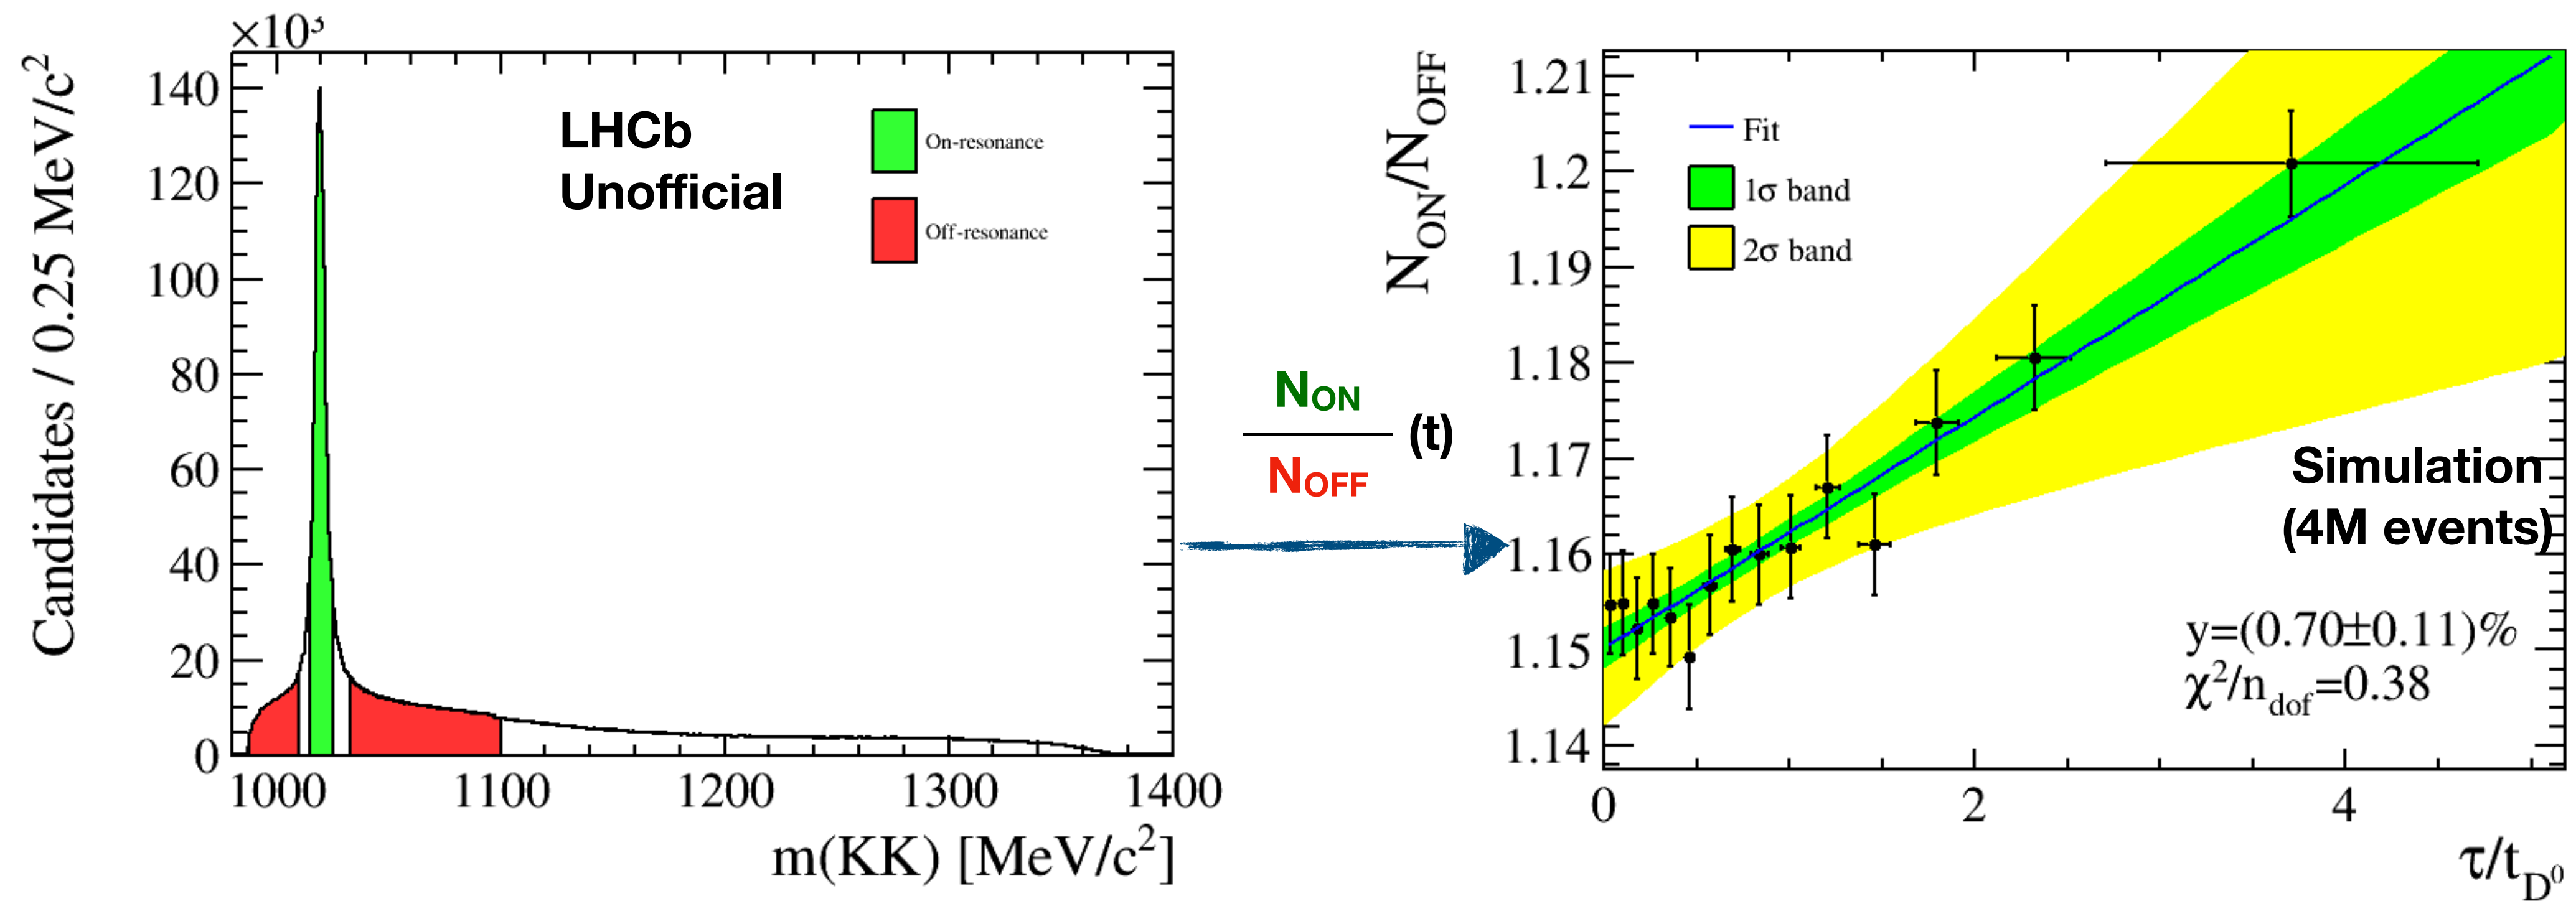 ×10³
Candidates / 0.25 MeV/c²
140
120
100
80
60
40
20
0
1000
1100
1200
1300
1400
m(KK) [MeV/c²]
LHCb
Unofficial
On-resonance
Off-resonance
N_ON
N_OFF
(t)
N_ON/N_OFF
1.21
1.2
1.19
1.18
1.17
1.16
1.15
1.14
Fit
1σ band
2σ band
Simulation
(4M events)
y=(0.70±0.11)%
χ²/n_dof=0.38
0
2
4
τ/t_D⁰